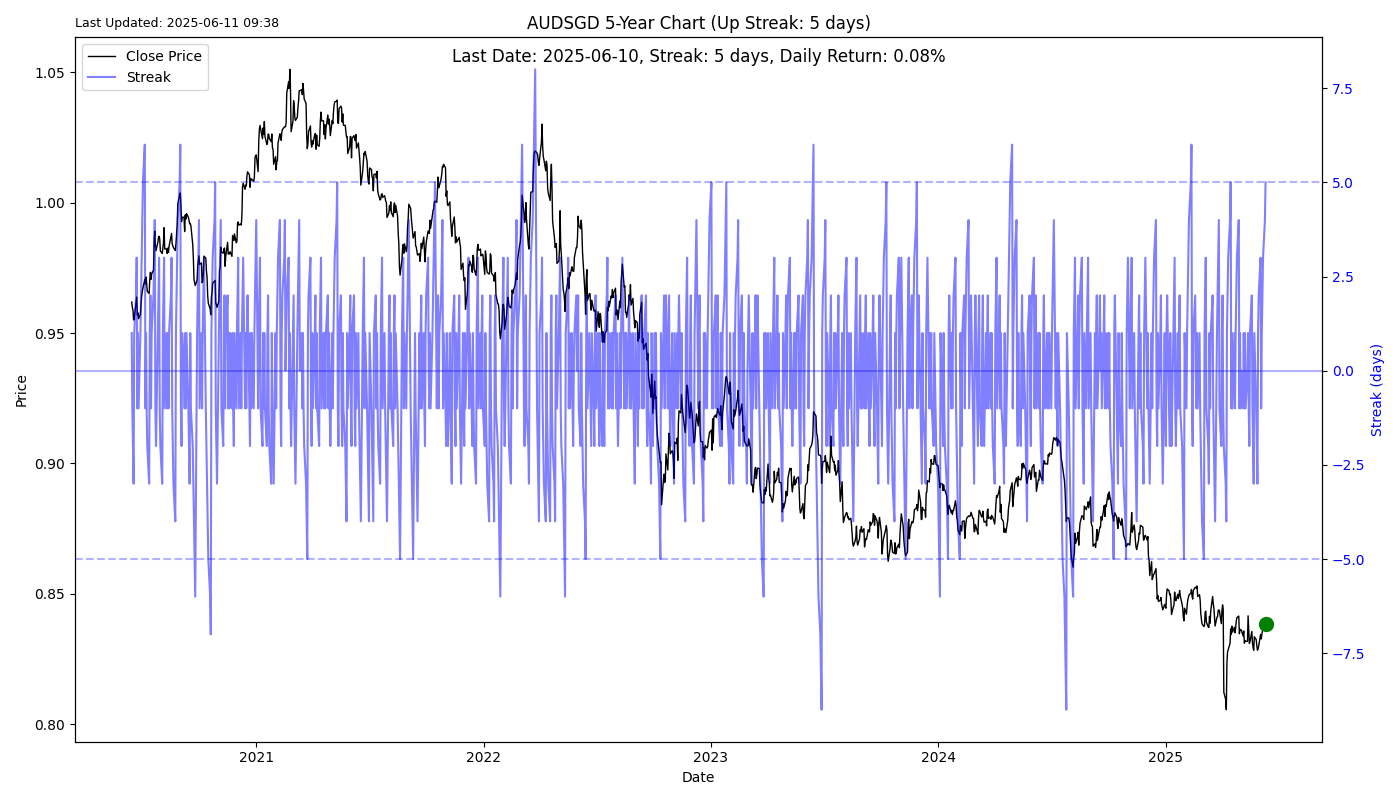 Last Updated: 2025-06-11 09:38
AUDSGD 5-Year Chart (Up Streak: 5 days)
Last Date: 2025-06-10, Streak: 5 days, Daily Return: 0.08%
Close Price
Streak
1.05
1.00
0.95
0.90
0.85
0.80
Price
7.5
5.0
2.5
0.0
−2.5
−5.0
−7.5
Streak (days)
2021
2022
2023
2024
2025
Date